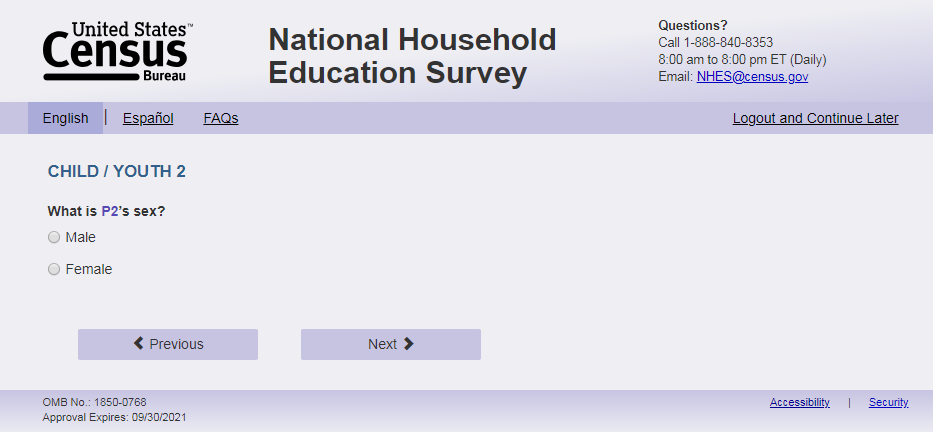 United States™
Census
Bureau
National Household
Education Survey
Questions?
Call 1-888-840-8353
8:00 am to 8:00 pm ET (Daily)
Email: NHES@census.gov
English | Español FAQs Logout and Continue Later
CHILD / YOUTH 2
What is P2's sex?
Male
Female
Previous Next
OMB No.: 1850-0768
Approval Expires: 09/30/2021
Accessibility | Security